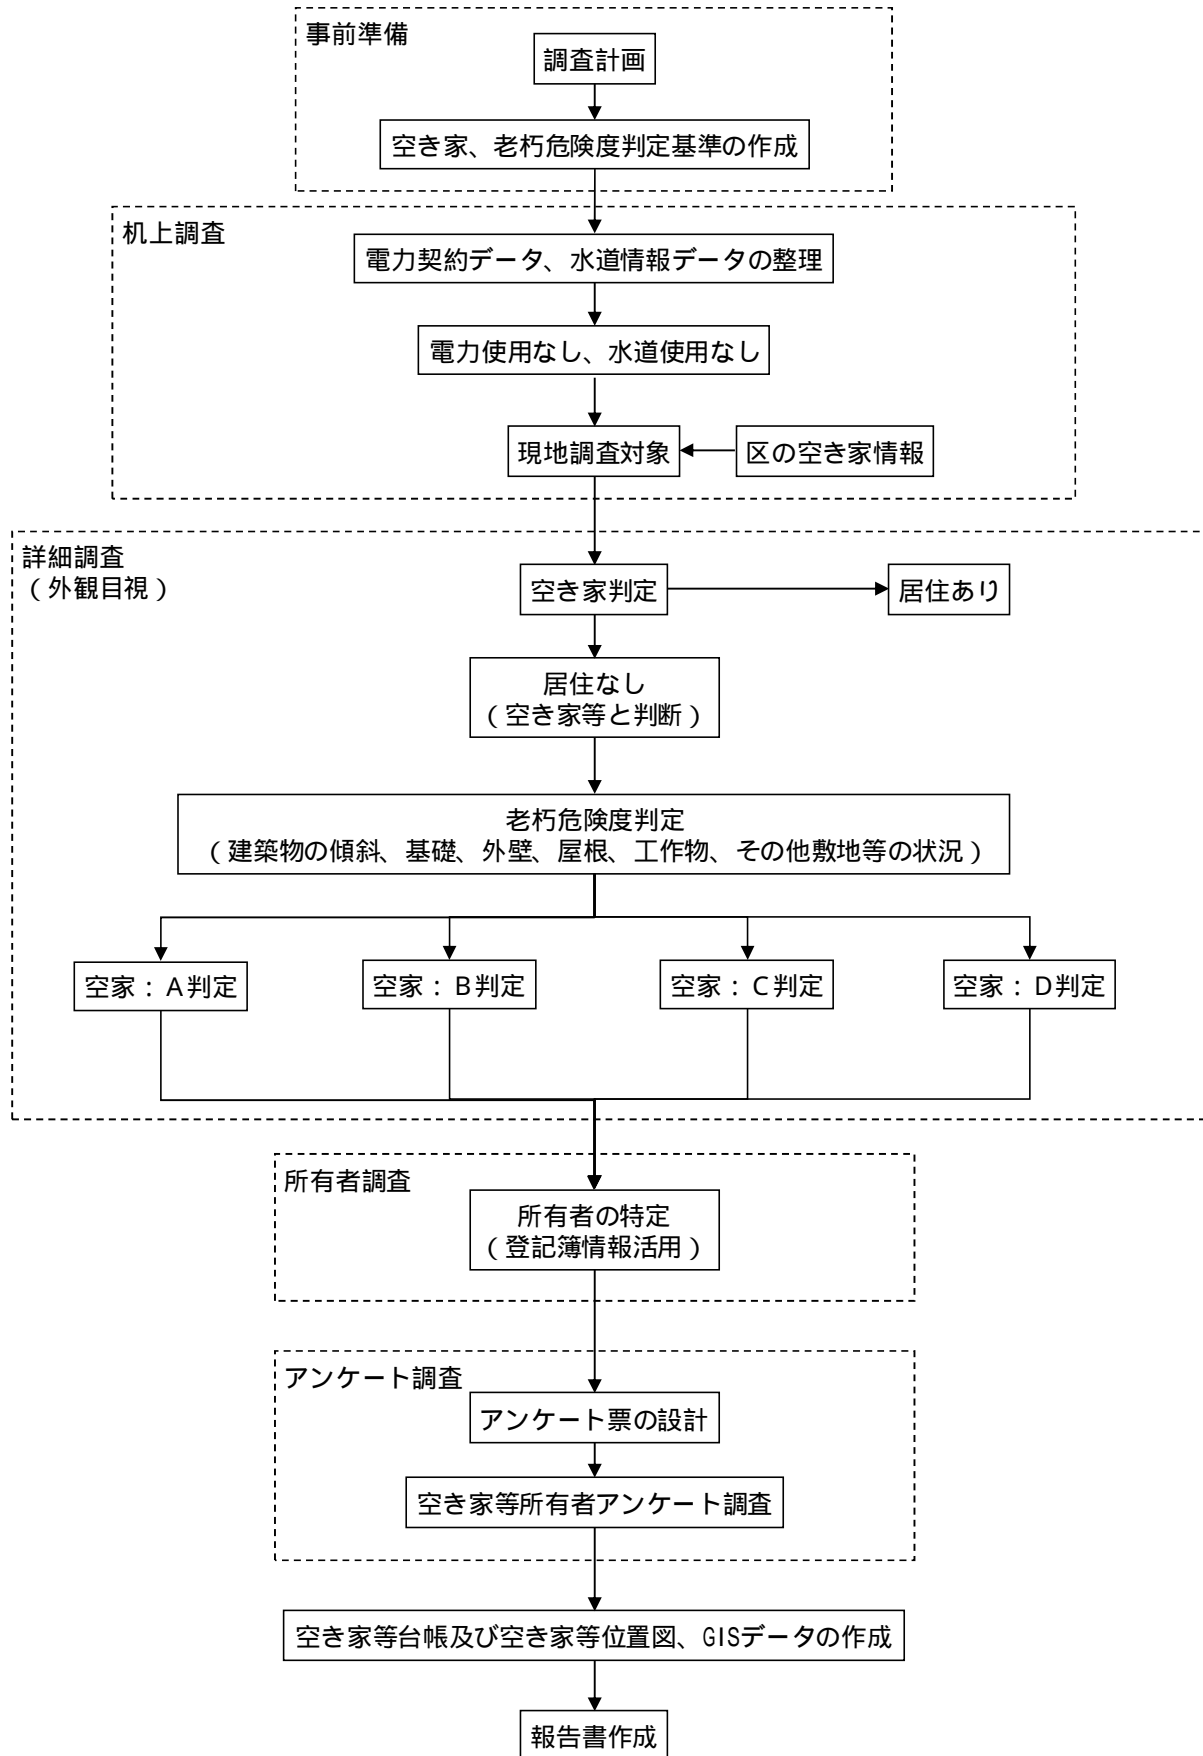 事前準備
調査計画
空き家、老朽危険度判定基準の作成
机上調査
電力契約データ、水道情報データの整理
電力使用なし、水道使用なし
現地調査対象
区の空き家情報
詳細調査
(外観目視)
空き家判定
居住あり
居住なし
(空き家等と判断)
老朽危険度判定
(建築物の傾斜、基礎、外壁、屋根、工作物、その他敷地等の状況)
空家:A判定
空家:B判定
空家:C判定
空家:D判定
所有者調査
所有者の特定
(登記簿情報活用)
アンケート調査
アンケート票の設計
空き家等所有者アンケート調査
空き家等台帳及び空き家等位置図、GISデータの作成
報告書作成